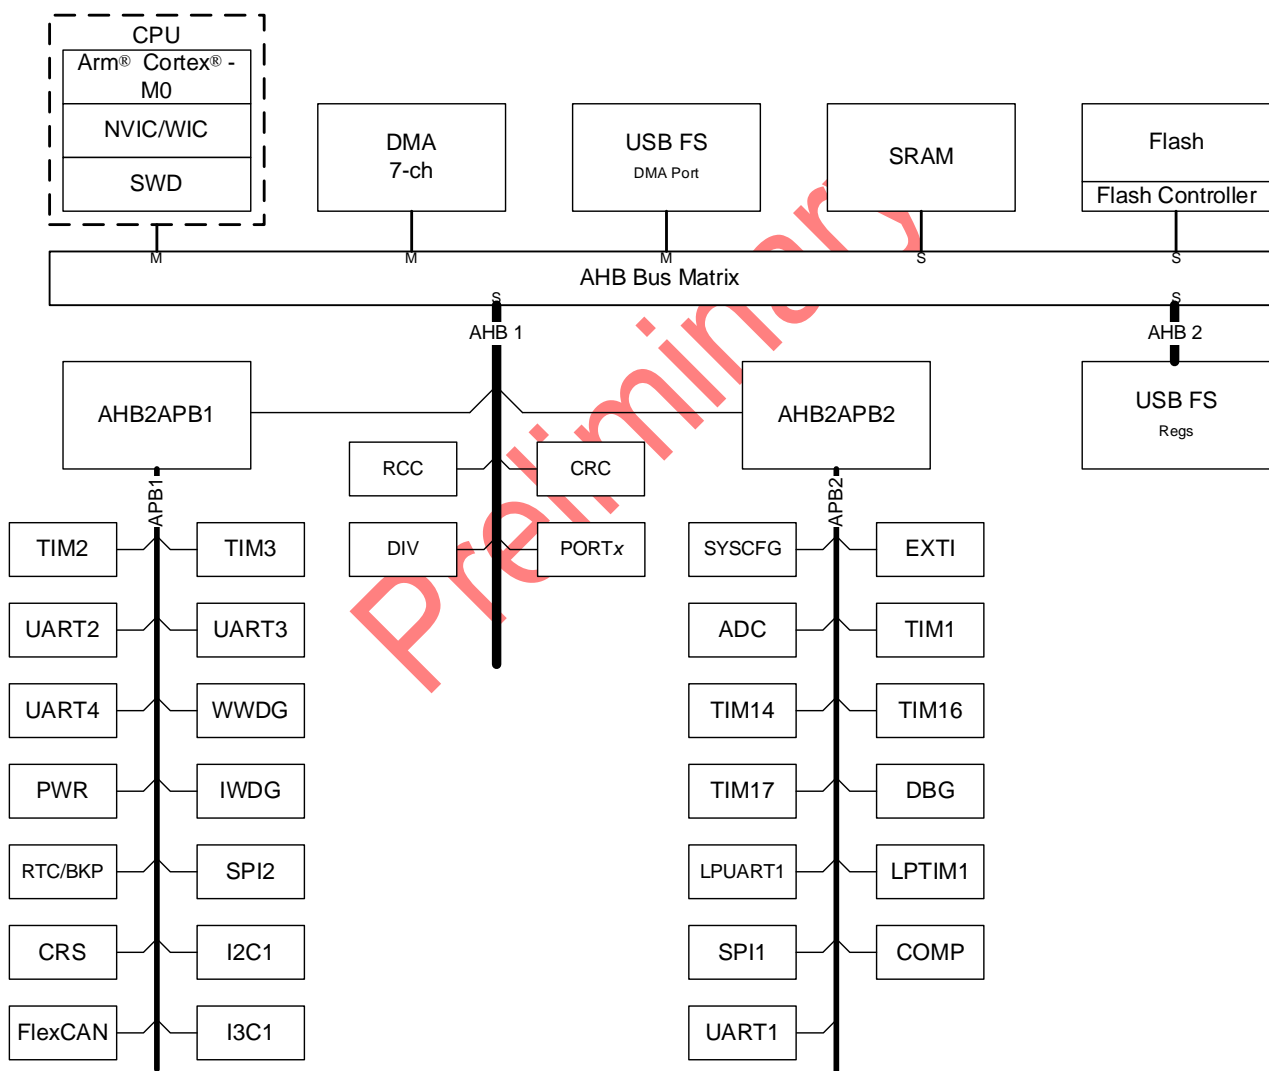 CPU
Arm® Cortex® -
M0
NVIC/WIC
SWD
DMA
7-ch
USB FS
DMA Port
SRAM
Flash
Flash Controller
M
M
M
S
S
AHB Bus Matrix
S
S
AHB 1
AHB 2
AHB2APB1
AHB2APB2
USB FS
Regs
RCC
CRC
DIV
PORTx
APB1
APB2
TIM2
TIM3
UART2
UART3
UART4
WWDG
PWR
IWDG
RTC/BKP
SPI2
CRS
I2C1
FlexCAN
I3C1
SYSCFG
EXTI
ADC
TIM1
TIM14
TIM16
TIM17
DBG
LPUART1
LPTIM1
SPI1
COMP
UART1
Preliminary